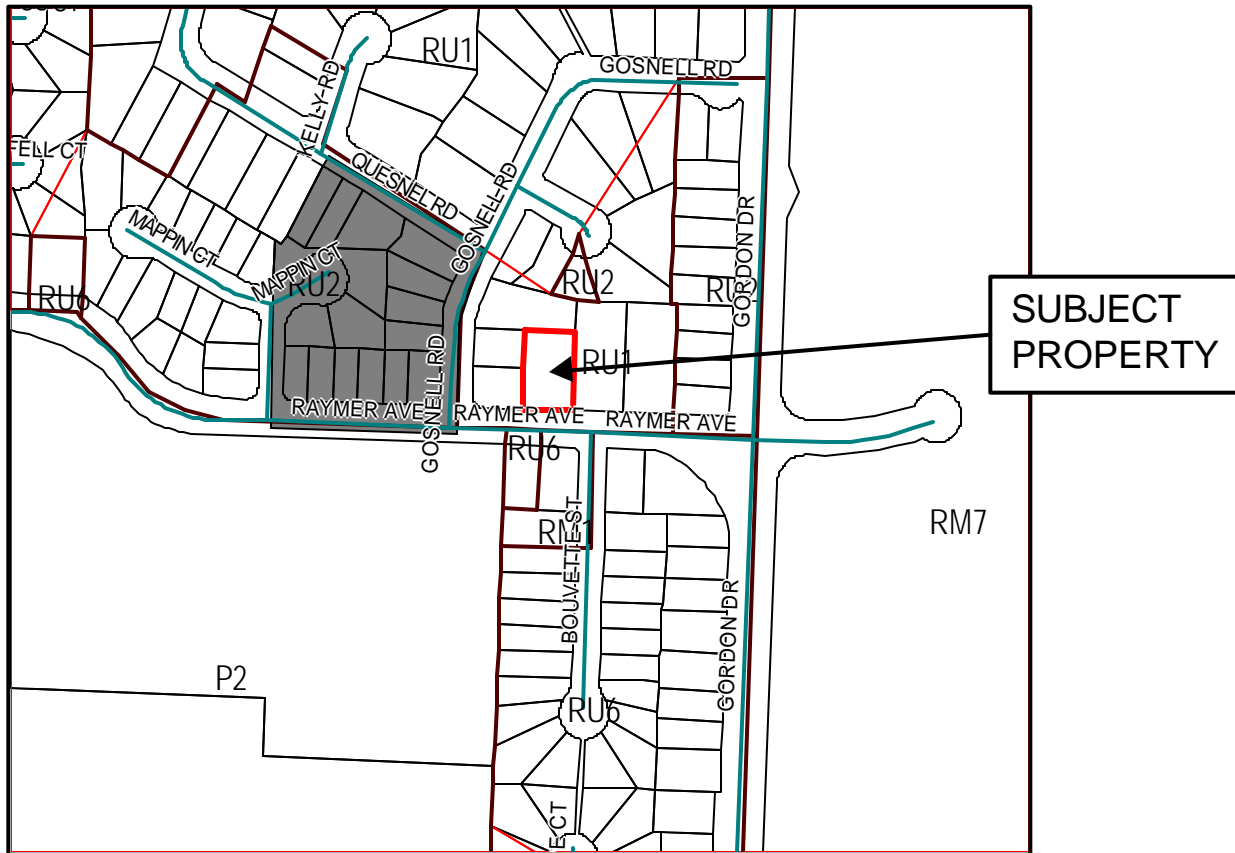 RU1
GOSNELL RD
KELLY RD
FELL CT
QUESNEL RD
GOSNELL RD
MAPPIN CT
MAPPIN CT
RU2
RU2
GORDON DR
RU6
SUBJECT
PROPERTY
RU1
GOSNELL RD
RAYMER AVE
RAYMER AVE
RAYMER AVE
RU6
RM1
BOUVETTE ST
RM7
GORDON DR
P2
RU6
E CT